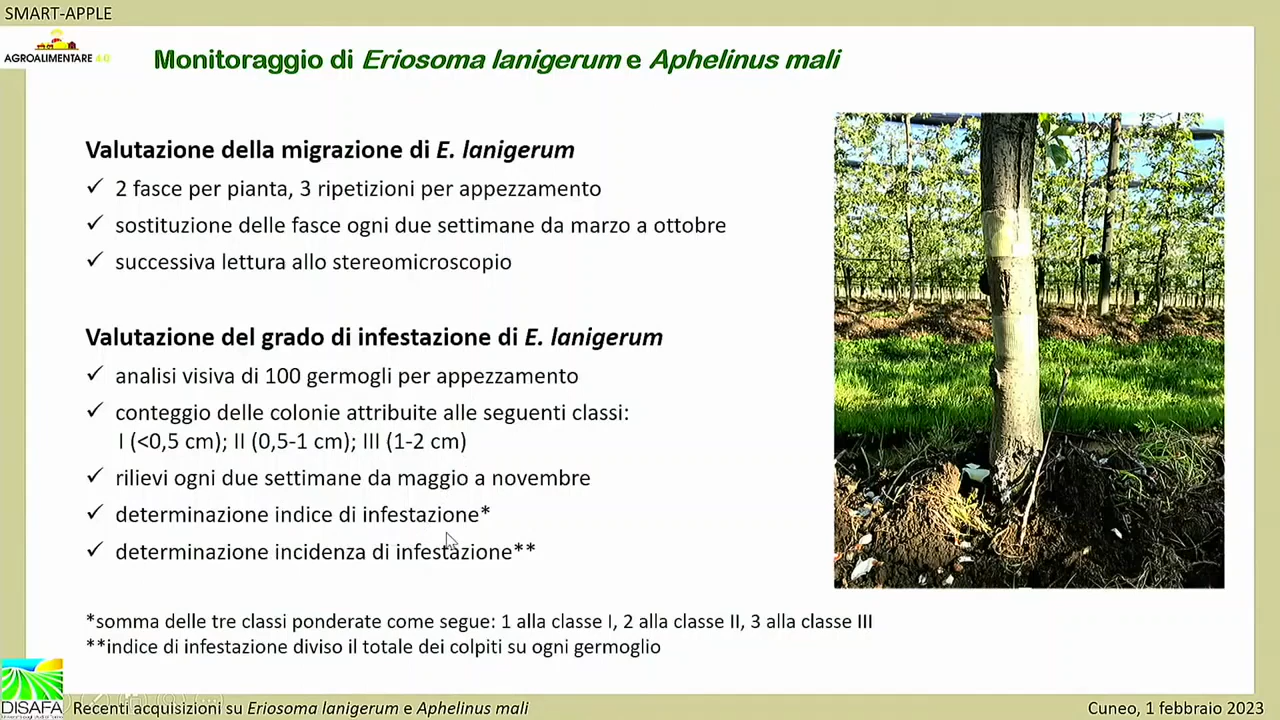 SMART-APPLE
AGROALIMENTARE 4.0
Monitoraggio di Eriosoma lanigerum e Aphelinus mali
Valutazione della migrazione di E. lanigerum
✓ 2 fasce per pianta, 3 ripetizioni per appezzamento
✓ sostituzione delle fasce ogni due settimane da marzo a ottobre
✓ successiva lettura allo stereomicroscopio
Valutazione del grado di infestazione di E. lanigerum
✓ analisi visiva di 100 germogli per appezzamento
✓ conteggio delle colonie attribuite alle seguenti classi:
I (<0,5 cm); II (0,5-1 cm); III (1-2 cm)
✓ rilievi ogni due settimane da maggio a novembre
✓ determinazione indice di infestazione*
✓ determinazione incidenza di infestazione**
*somma delle tre classi ponderate come segue: 1 alla classe I, 2 alla classe II, 3 alla classe III
**indice di infestazione diviso il totale dei colpiti su ogni germoglio
DISAFA
Recenti acquisizioni su Eriosoma lanigerum e Aphelinus mali
Cuneo, 1 febbraio 2023